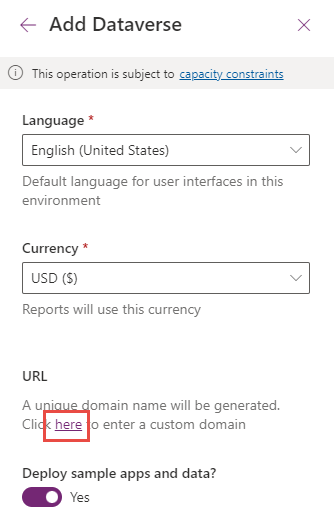 Add Dataverse
This operation is subject to capacity constraints
Language *
English (United States)
Default language for user interfaces in this
environment
Currency *
USD ($)
Reports will use this currency
URL
A unique domain name will be generated.
Click here to enter a custom domain
Deploy sample apps and data?
Yes